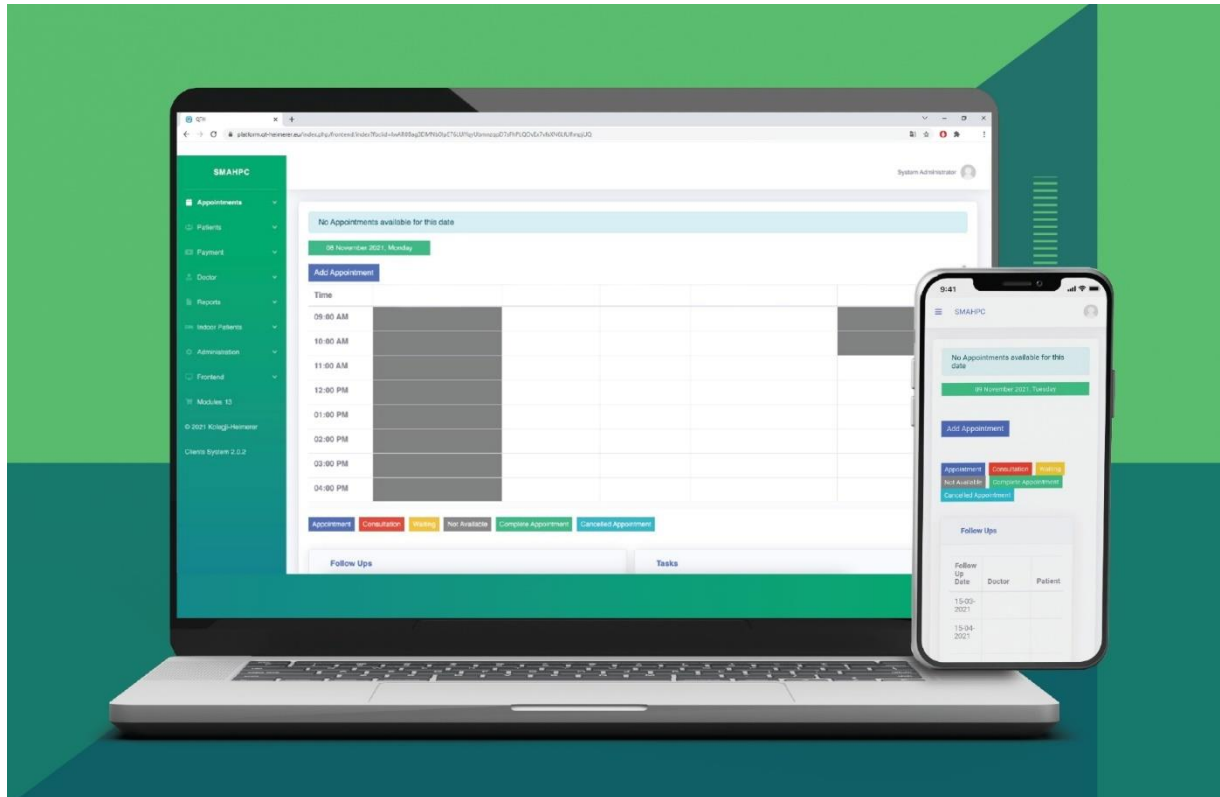 SMAHPC
System Administrator
Appointments
Patients
Payment
Doctor
Reports
Indoor Patients
Administration
Frontend
Modules 13
© 2021 Kolegji-Heimerer
Clients System 2.0.2
No Appointments available for this date
08 November 2021, Monday
Add Appointment
Time
09:00 AM
10:00 AM
11:00 AM
12:00 PM
01:00 PM
02:00 PM
03:00 PM
04:00 PM
Appointment Consultation Waiting Not Available Complete Appointment Cancelled Appointment
Follow Ups Tasks
9:41
SMAHPC
No Appointments available for this
date
09 November 2021, Tuesday
Add Appointment
Appointment Consultation Waiting
Not Available Complete Appointment
Cancelled Appointment
Follow Ups
Follow
Up
Date Doctor Patient
15-03-
2021
15-04-
2021